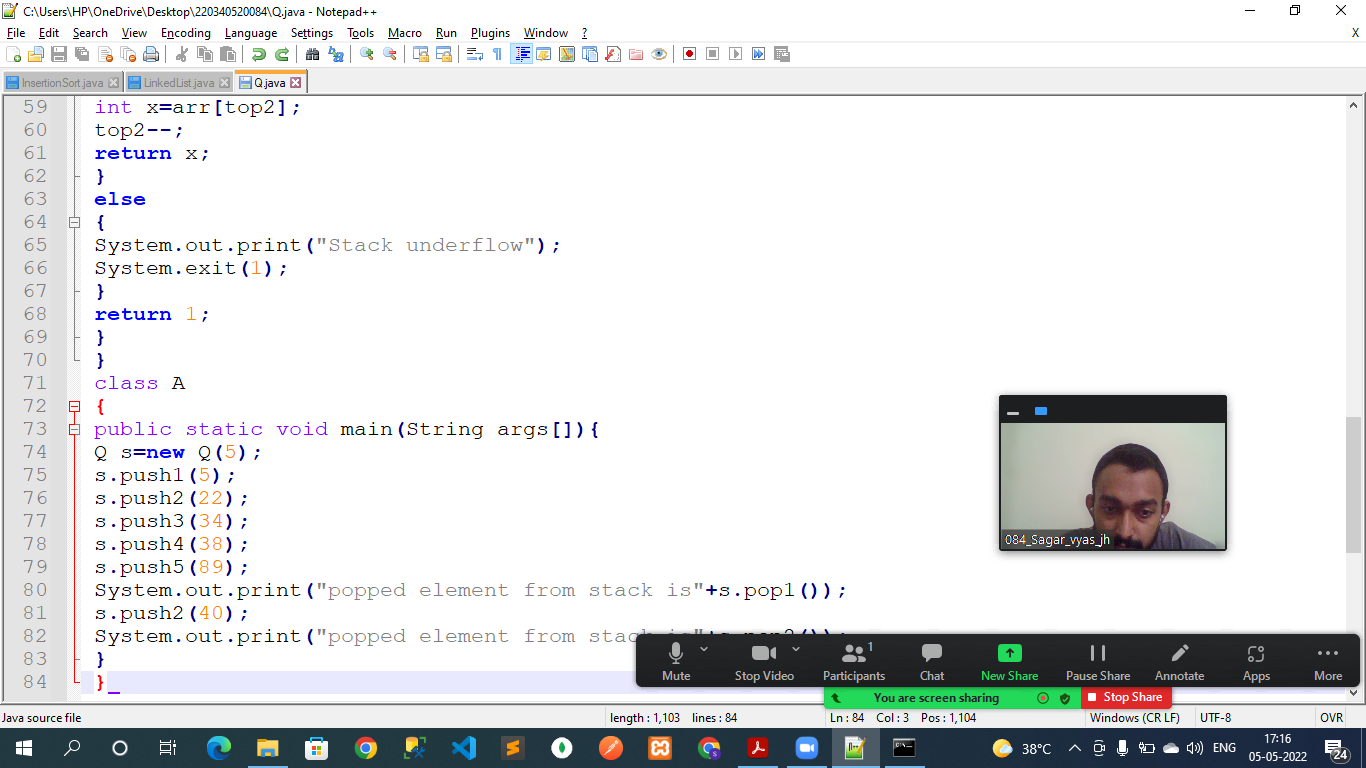 C:\Users\HP\OneDrive\Desktop\220340520084\Q.java - Notepad++
File Edit Search View Encoding Language Settings Tools Macro Run Plugins Window ? X
InsertionSort.java LinkedList.java Q.java
59 int x=arr[top2];
60 top2--;
61 return x;
62 }
63 else
64 {
65 System.out.print("Stack underflow");
66 System.exit(1);
67 }
68 return 1;
69 }
70 }
71 class A
72 {
73 public static void main(String args[]){
74 Q s=new Q(5);
75 s.push1(5);
76 s.push2(22);
77 s.push3(34);
78 s.push4(38);
79 s.push5(89);
80 System.out.print("popped element from stack is"+s.pop1());
81 s.push2(40);
82 System.out.print("popped element from stack
83 }
84 }
084_Sagar_vyas_jh
1
Mute Stop Video Participants Chat New Share Pause Share Annotate Apps More
You are screen sharing Stop Share
Java source file length : 1,103 lines : 84 Ln : 84 Col : 3 Pos : 1,104 Windows (CR LF) UTF-8 OVR
38°C ENG 17:16
05-05-2022 24